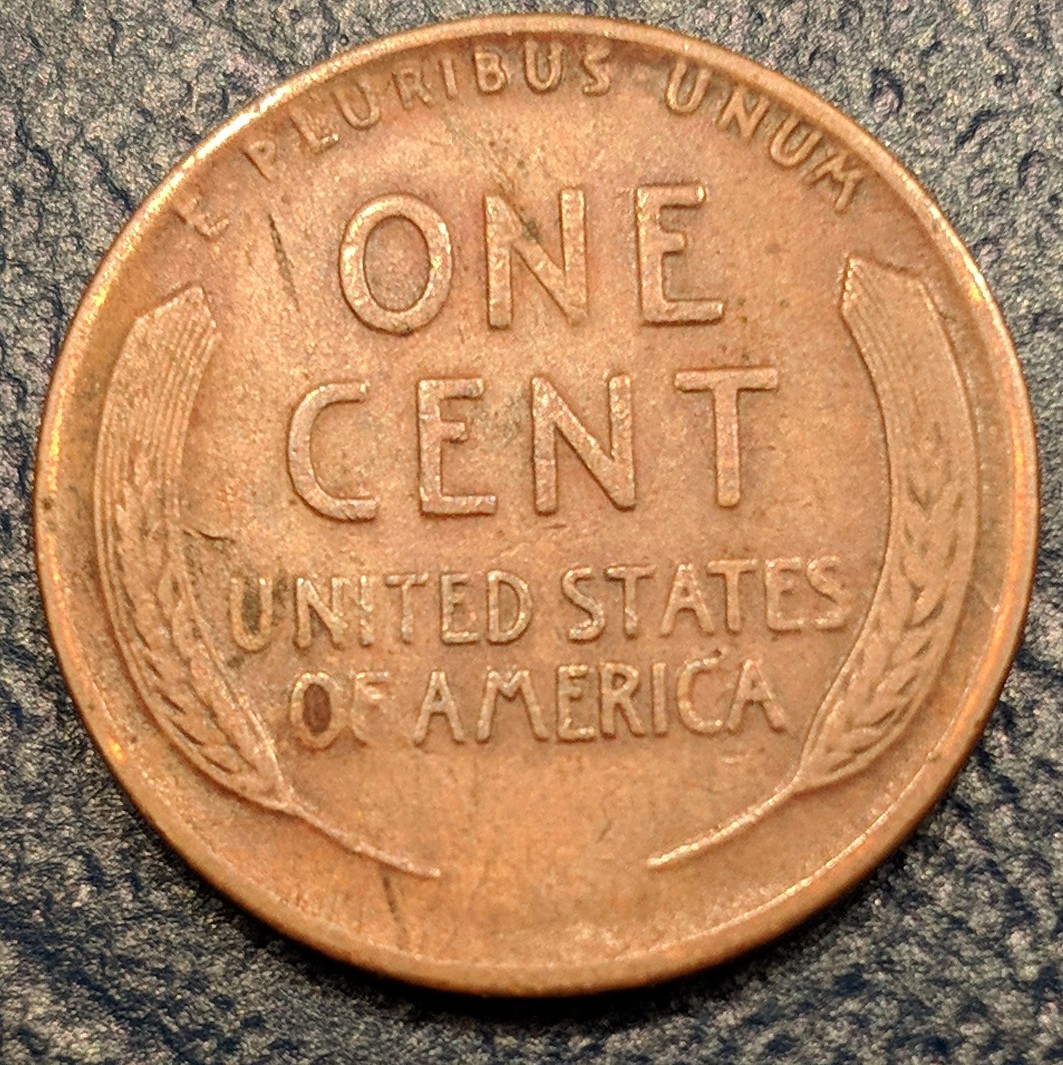 E PLURIBUS UNUM
ONE
CENT
UNITED STATES
OF AMERICA